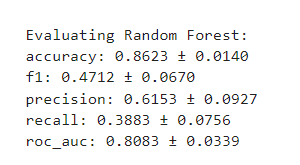 Evaluating Random Forest:
accuracy: 0.8623 ± 0.0140
f1: 0.4712 ± 0.0670
precision: 0.6153 ± 0.0927
recall: 0.3883 ± 0.0756
roc_auc: 0.8083 ± 0.0339